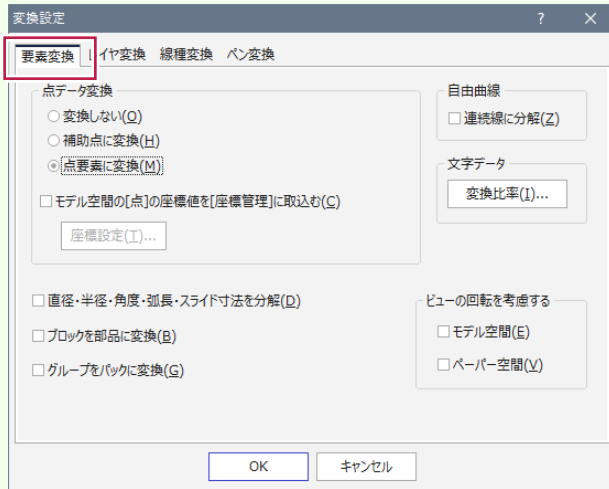 変換設定 ? ×
要素変換 レイヤ変換 線種変換 ペン変換
点データ変換
変換しない(O)
補助点に変換(H)
点要素に変換(M)
モデル空間の[点]の座標値を[座標管理]に取込む(C)
座標設定(T)...
自由曲線
連続線に分解(Z)
文字データ
変換比率(I)...
直径・半径・角度・弧長・スライド寸法を分解(D)
ブロックを部品に変換(B)
グループをパックに変換(G)
ビューの回転を考慮する
モデル空間(E)
ペーパー空間(V)
OK キャンセル